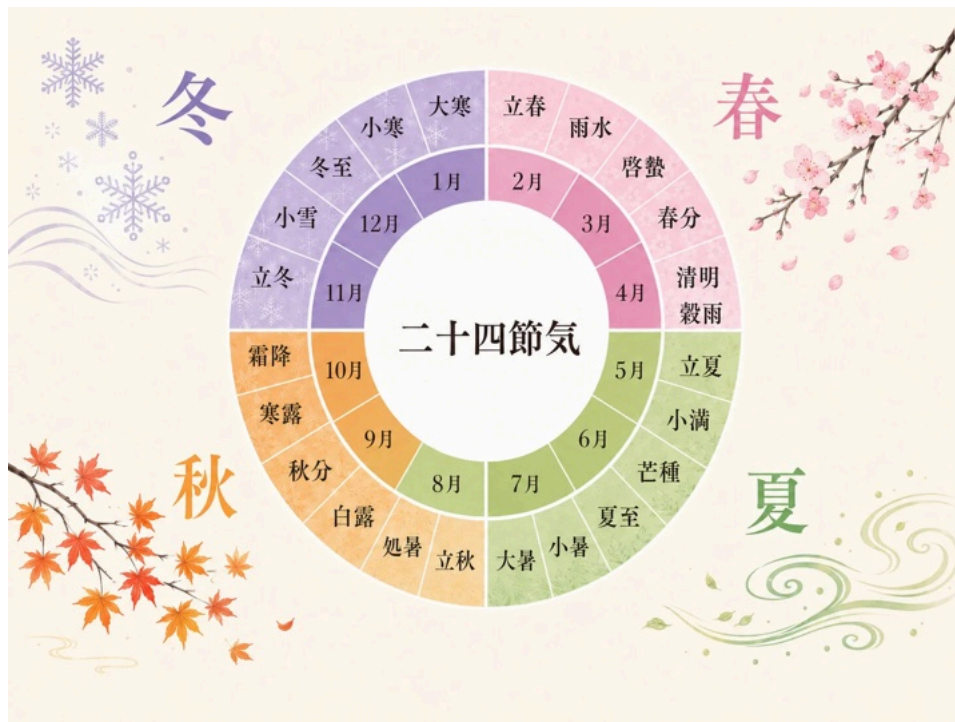 二十四節気
春
立春
雨水
啓蟄
春分
清明
穀雨
2月
3月
4月
夏
立夏
小満
芒種
夏至
小暑
大暑
5月
6月
7月
秋
立秋
処暑
白露
秋分
寒露
霜降
8月
9月
10月
冬
立冬
小雪
冬至
小寒
大寒
11月
12月
1月